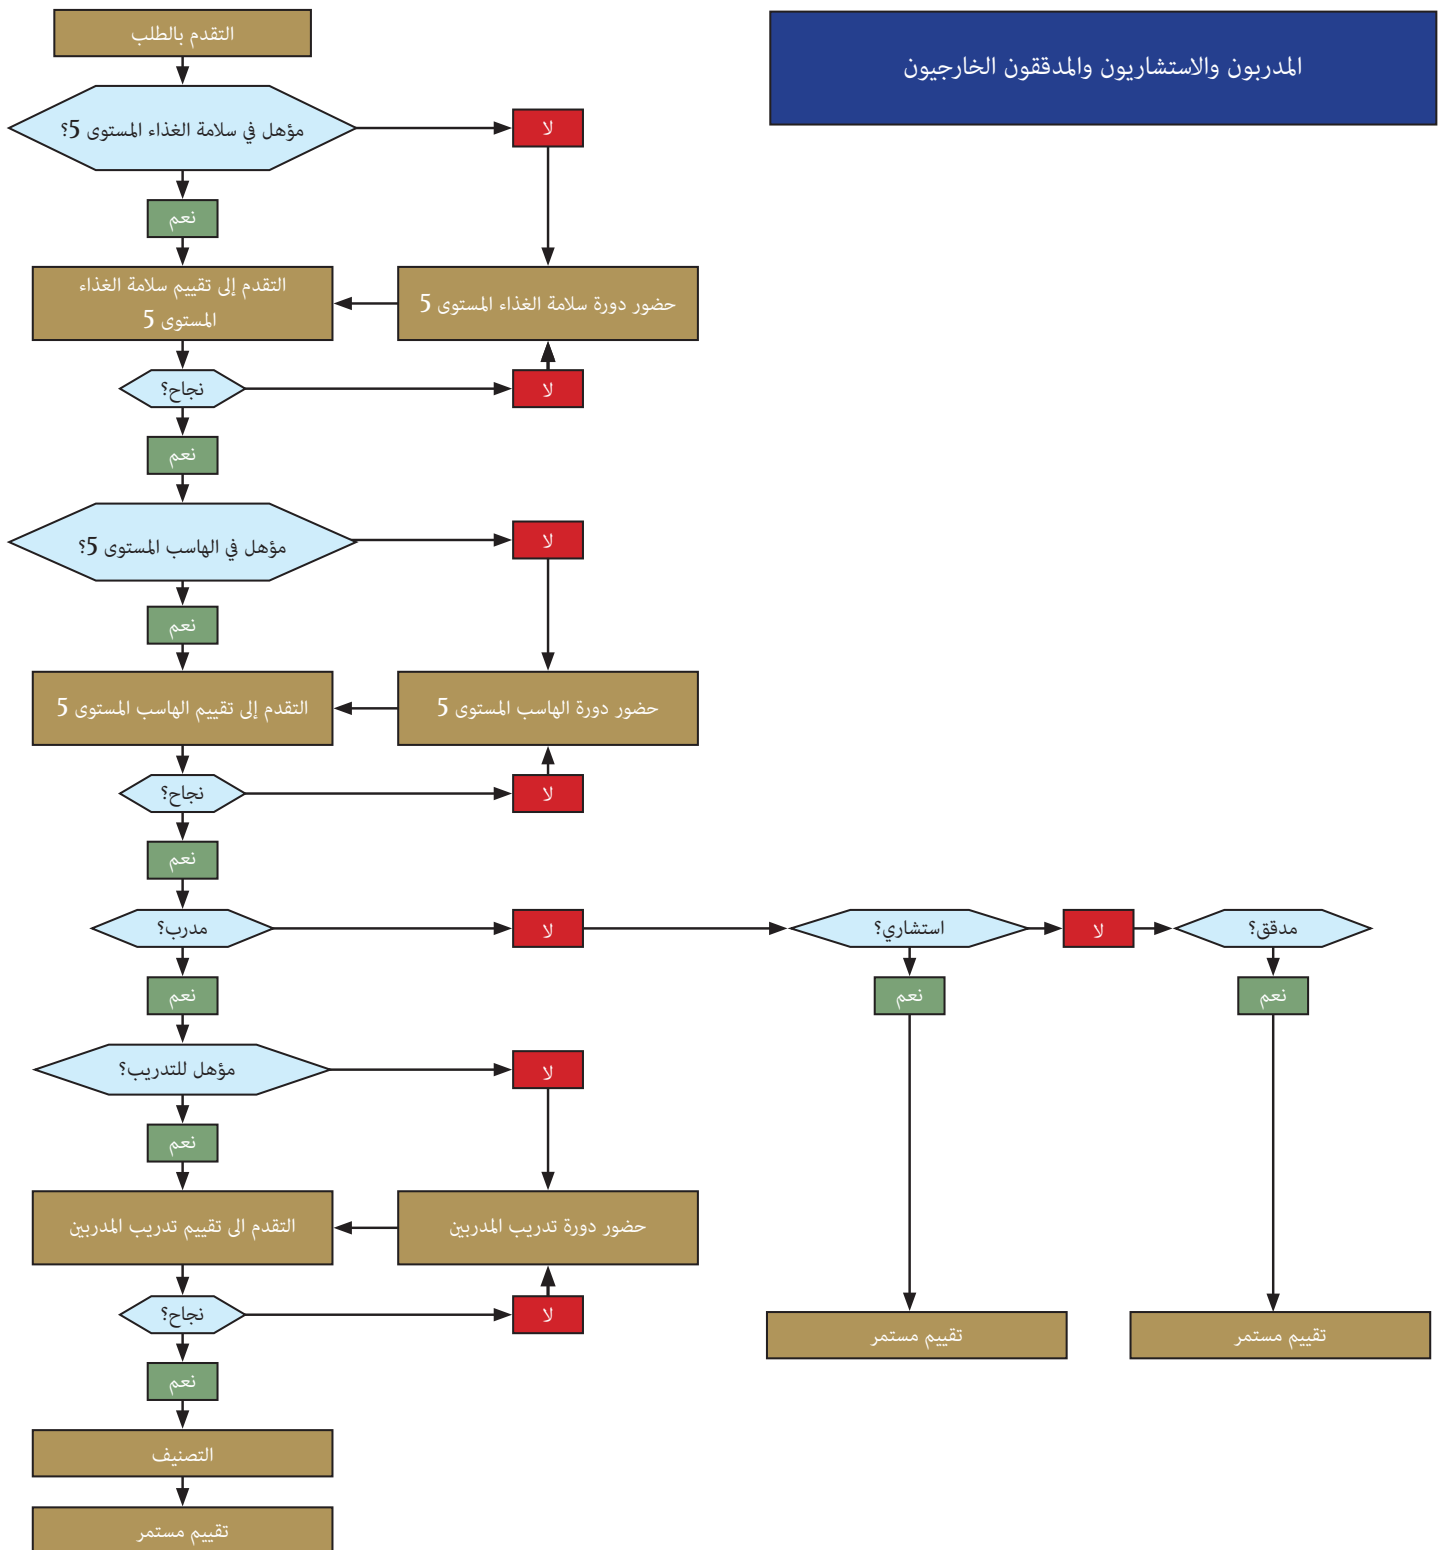 المدربون والاستشاريون والمدققون الخارجيون
التقدم بالطلب
مؤهل في سلامة الغذاء المستوى 5؟
لا
نعم
حضور دورة سلامة الغذاء المستوى 5
التقدم إلى تقييم سلامة الغذاء
المستوى 5
نجاح؟
لا
نعم
مؤهل في الهاسب المستوى 5؟
لا
نعم
حضور دورة الهاسب المستوى 5
التقدم إلى تقييم الهاسب المستوى 5
نجاح؟
لا
نعم
مدرب؟
لا
استشاري؟
لا
مدقق؟
نعم
نعم
نعم
مؤهل للتدريب؟
لا
نعم
حضور دورة تدريب المدربين
التقدم الى تقييم تدريب المدربين
نجاح؟
لا
تقييم مستمر
تقييم مستمر
نعم
التصنيف
تقييم مستمر